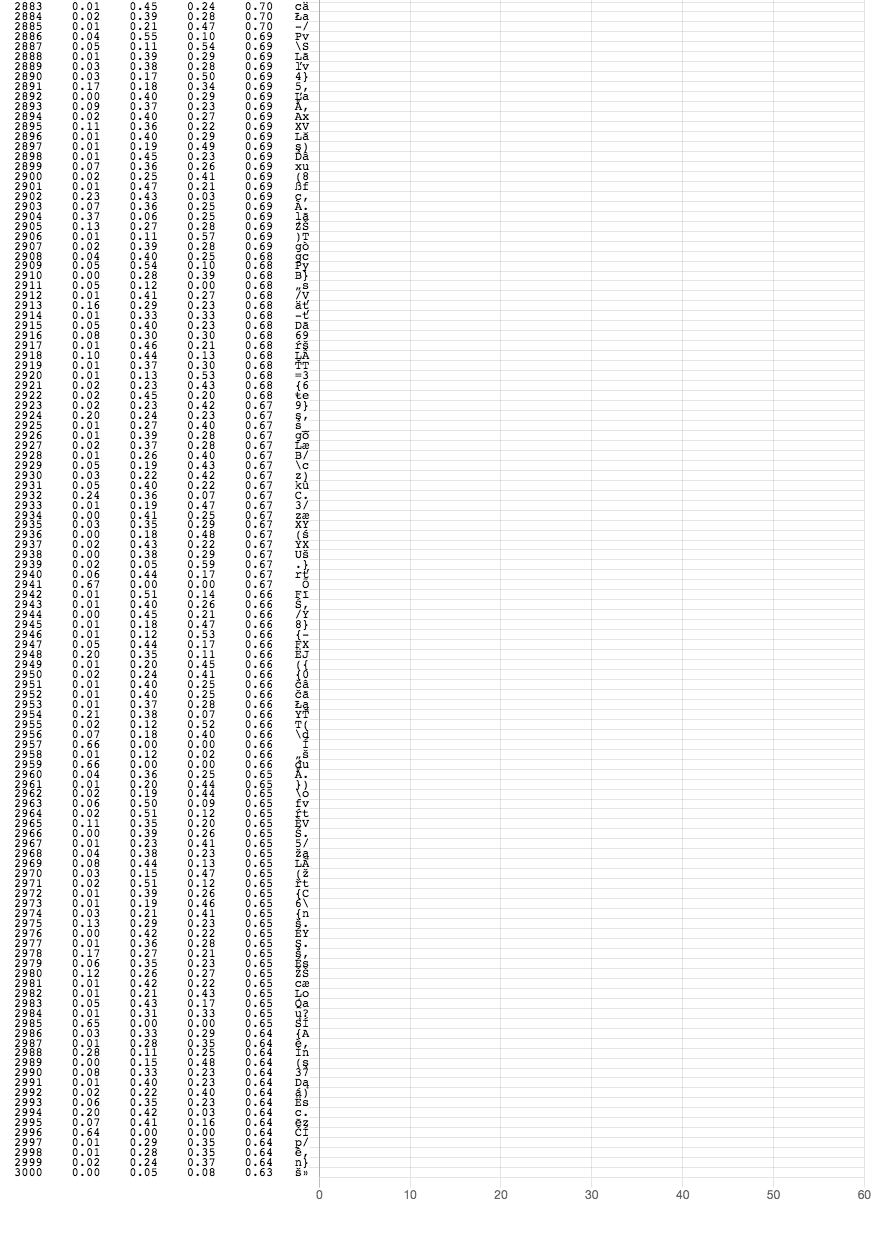 2883 0.01 0.45 0.24 0.70 cä
2884 0.02 0.39 0.28 0.70 Ła
2885 0.01 0.21 0.47 0.70 -/
2886 0.04 0.55 0.10 0.69 Pv
2887 0.05 0.11 0.54 0.69 \S
2888 0.01 0.39 0.29 0.69 Lã
2889 0.03 0.38 0.28 0.69 ľv
2890 0.03 0.17 0.50 0.69 4}
2891 0.17 0.18 0.34 0.69 5,
2892 0.00 0.40 0.29 0.69 Ľa
2893 0.09 0.37 0.23 0.69 Ă,
2894 0.02 0.40 0.27 0.69 Ax
2895 0.11 0.36 0.22 0.69 XV
2896 0.01 0.40 0.29 0.69 Lă
2897 0.01 0.19 0.49 0.69 ş)
2898 0.01 0.45 0.23 0.69 Dâ
2899 0.07 0.36 0.26 0.69 xu
2900 0.02 0.25 0.41 0.69 (8
2901 0.01 0.47 0.21 0.69 ßf
2902 0.23 0.43 0.03 0.69 ç,
2903 0.07 0.36 0.25 0.69
2904 0.37 0.06 0.25 0.69
2905 0.13 0.27 0.28 0.69 ŽŠ
2906 0.01 0.11 0.57 0.69 )T
2907 0.02 0.39 0.28 0.69 gò
2908 0.04 0.40 0.25 0.68 gc
2909 0.05 0.54 0.10 0.68 Py
2910 0.00 0.28 0.39 0.68 B}
2911 0.05 0.12 0.00 0.68 „s
2912 0.01 0.41 0.27 0.68 /V
2913 0.16 0.29 0.23 0.68 äť
2914 0.01 0.33 0.33 0.68 -ť
2915 0.05 0.40 0.23 0.68 Dă
2916 0.08 0.30 0.30 0.68 69
2917 0.01 0.46 0.21 0.68
2918 0.10 0.44 0.13 0.68
2919 0.01 0.37 0.30 0.68 ŤT
2920 0.01 0.13 0.53 0.68 =3
2921 0.02 0.23 0.43 0.68 {6
2922 0.02 0.45 0.20 0.68 ŧe
2923 0.02 0.23 0.42 0.67 9}
2924 0.20 0.24 0.23 0.67 ş,
2925 0.01 0.27 0.40 0.67 š_
2926 0.01 0.39 0.28 0.67 gō
2927 0.02 0.37 0.28 0.67 Læ
2928 0.01 0.26 0.40 0.67 B/
2929 0.05 0.19 0.43 0.67 \c
2930 0.03 0.22 0.42 0.67 z)
2931 0.05 0.40 0.22 0.67 kû
2932 0.24 0.36 0.07 0.67 C.
2933 0.01 0.19 0.47 0.67 3/
2934 0.00 0.41 0.25 0.67 zæ
2935 0.03 0.35 0.29 0.67 XY
2936 0.00 0.18 0.48 0.67 (š
2937 0.02 0.43 0.22 0.67 YX
2938 0.00 0.38 0.29 0.67 Uš
2939 0.02 0.05 0.59 0.67 .}
2940 0.06 0.44 0.17 0.67 rť
2941 0.67 0.00 0.00 0.67
2942 0.01 0.51 0.14 0.66
2943 0.01 0.40 0.26 0.66
2944 0.00 0.45 0.21 0.66 /Ý
2945 0.01 0.18 0.47 0.66 8}
2946 0.01 0.12 0.53 0.66 {-
2947 0.05 0.44 0.17 0.66 FX
2948 0.20 0.35 0.11 0.66 EJ
2949 0.01 0.20 0.45 0.66 ({
2950 0.02 0.24 0.41 0.66 {0
2951 0.01 0.40 0.25 0.66 čâ
2952 0.01 0.40 0.25 0.66 čā
2953 0.01 0.37 0.28 0.66 Łą
2954 0.21 0.38 0.07 0.66 YŤ
2955 0.02 0.12 0.52 0.66 T(
2956 0.07 0.18 0.40 0.66
2957 0.66 0.00 0.00 0.66
2958 0.01 0.12 0.02 0.66 „š
2959 0.66 0.00 0.00 0.66
2960 0.04 0.36 0.25 0.65
2961 0.01 0.20 0.44 0.65 })
2962 0.02 0.19 0.44 0.65 \o
2963 0.06 0.50 0.09 0.65 fv
2964 0.02 0.51 0.12 0.65
2965 0.11 0.35 0.20 0.65
2966 0.00 0.39 0.26 0.65
2967 0.01 0.23 0.41 0.65 5/
2968 0.04 0.38 0.23 0.65 žą
2969 0.08 0.44 0.13 0.65
2970 0.03 0.15 0.47 0.65 (ž
2971 0.02 0.51 0.12 0.65 řt
2972 0.01 0.39 0.26 0.65 {C
2973 0.01 0.19 0.46 0.65 6\
2974 0.03 0.21 0.41 0.65 {n
2975 0.13 0.29 0.23 0.65
2976 0.00 0.42 0.22 0.65
2977 0.01 0.36 0.28 0.65 Ş.
2978 0.17 0.27 0.21 0.65
2979 0.06 0.35 0.23 0.65
2980 0.12 0.26 0.27 0.65 ŽŠ
2981 0.01 0.42 0.22 0.65 cæ
2982 0.01 0.21 0.43 0.65 Lo
2983 0.05 0.43 0.17 0.65 Qa
2984 0.01 0.31 0.33 0.65 ų?
2985 0.65 0.00 0.00 0.65
2986 0.03 0.33 0.29 0.64 {A
2987 0.01 0.28 0.35 0.64
2988 0.28 0.11 0.25 0.64
2989 0.00 0.15 0.48 0.64 (ş
2990 0.08 0.33 0.23 0.64 37
2991 0.01 0.40 0.23 0.64 Dą
2992 0.02 0.22 0.40 0.64
2993 0.06 0.35 0.23 0.64
2994 0.20 0.42 0.03 0.64 c.
2995 0.07 0.41 0.16 0.64
2996 0.64 0.00 0.00 0.64
2997 0.01 0.29 0.35 0.64 p/
2998 0.01 0.28 0.35 0.64
2999 0.02 0.24 0.37 0.64 n}
3000 0.00 0.05 0.08 0.63 š»
0 10 20 30 40 50 60